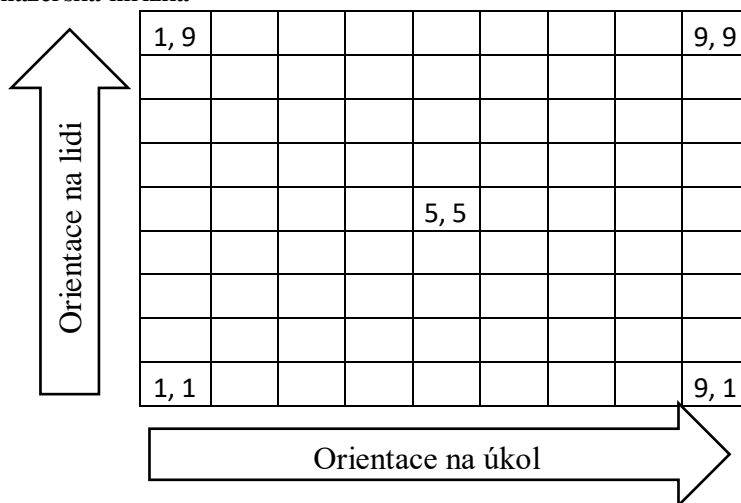 1, 9 9, 9
Orientace na lidi
5, 5
1, 1 9, 1
Orientace na úkol